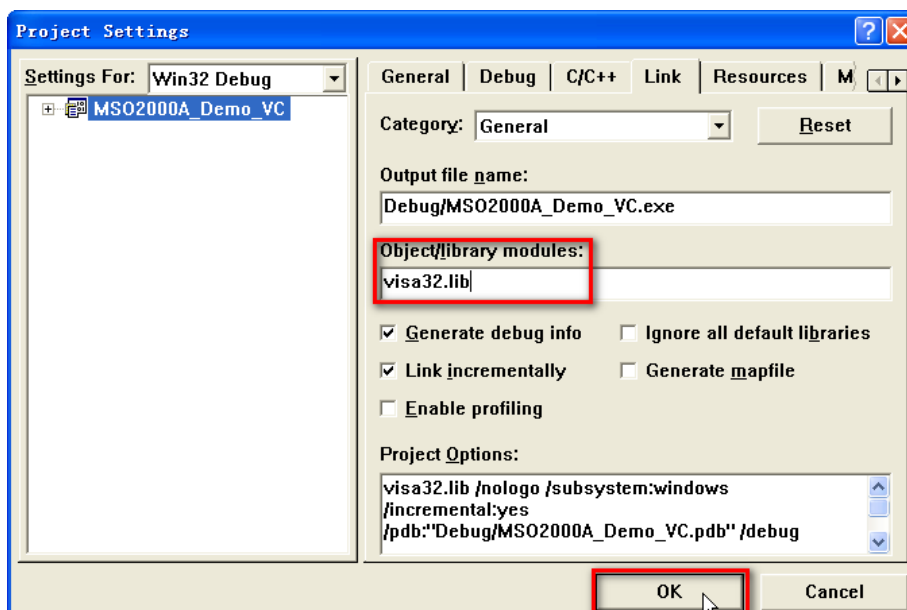 Project Settings
Settings For: Win32 Debug
MSO2000A_Demo_VC
General Debug C/C++ Link Resources M
Category: General Reset
Output file name:
Debug/MSO2000A_Demo_VC.exe
Object/library modules:
visa32.lib
Generate debug info Ignore all default libraries
Link incrementally Generate mapfile
Enable profiling
Project Options:
visa32.lib /nologo /subsystem:windows
/incremental:yes
/pdb:"Debug/MSO2000A_Demo_VC.pdb" /debug
OK Cancel